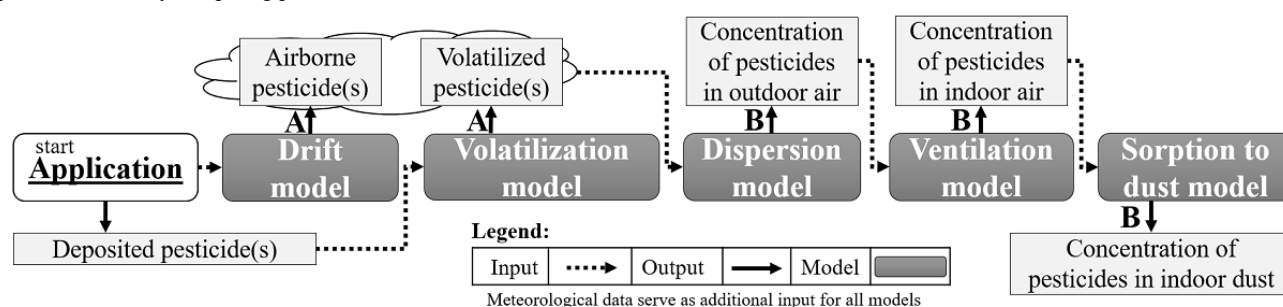 Airborne
pesticide(s)
Volatilized
pesticide(s)
Concentration
of pesticides
in outdoor air
Concentration
of pesticides
in indoor air
A
A
B
B
start
Application
Drift
model
Volatilization
model
Dispersion
model
Ventilation
model
Sorption to
dust model
B
Deposited pesticide(s)
Concentration of
pesticides in indoor dust
Legend:
Input Output Model
Meteorological data serve as additional input for all models